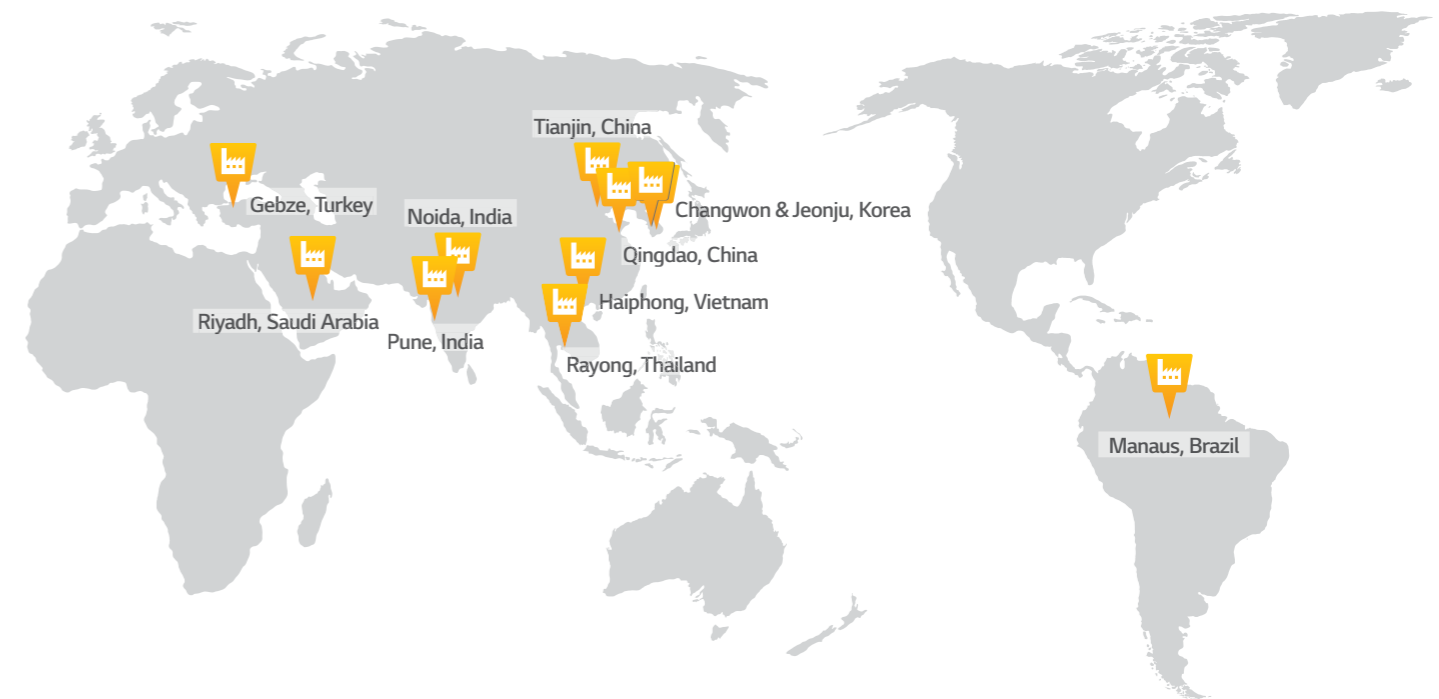 Tianjin, China
Gebze, Turkey
Noida, India
Changwon & Jeonju, Korea
Qingdao, China
Haiphong, Vietnam
Riyadh, Saudi Arabia
Pune, India
Rayong, Thailand
Manaus, Brazil